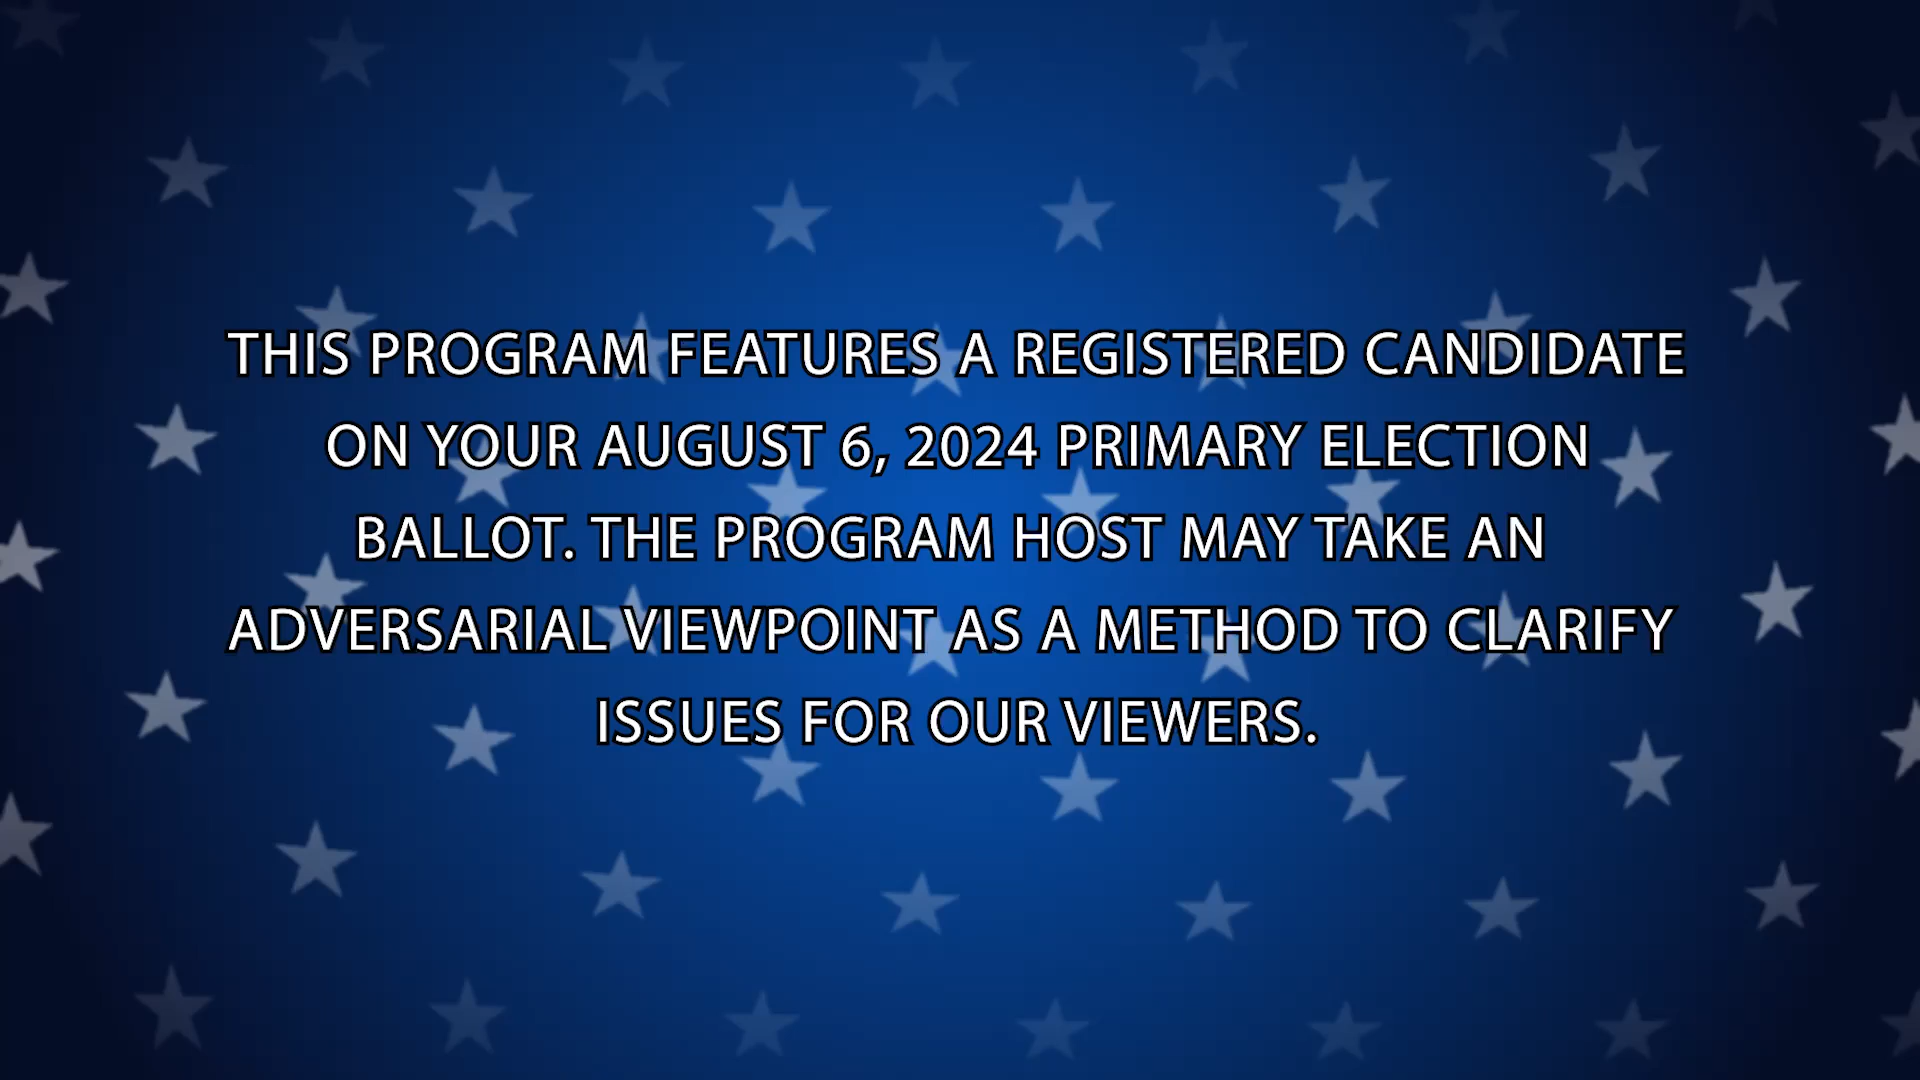 THIS PROGRAM FEATURES A REGISTERED CANDIDATE
ON YOUR AUGUST 6, 2024 PRIMARY ELECTION
BALLOT. THE PROGRAM HOST MAY TAKE AN
ADVERSARIAL VIEWPOINT AS A METHOD TO CLARIFY
ISSUES FOR OUR VIEWERS.